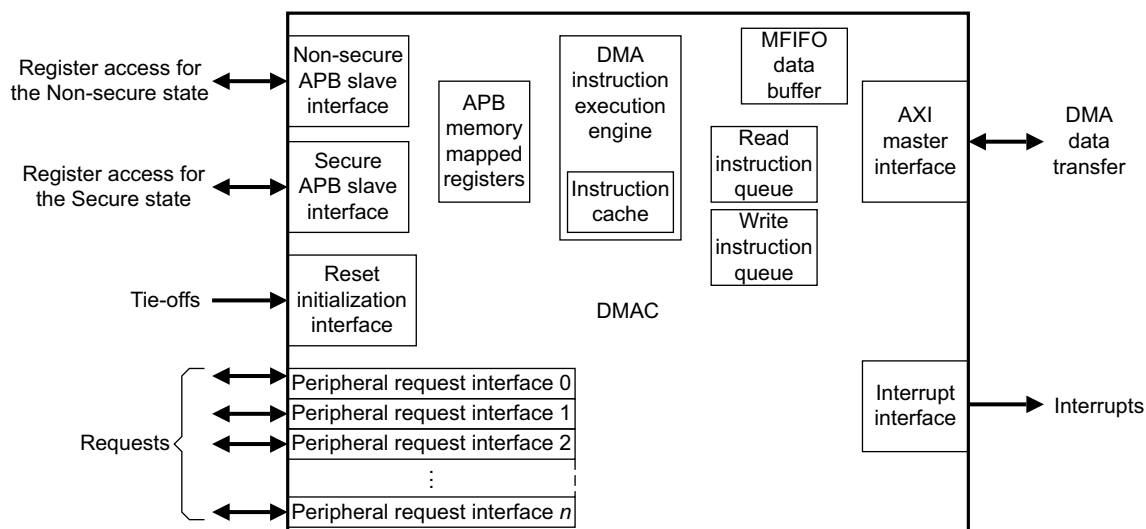 Register access for
the Non-secure state
Non-secure
APB slave
interface
Register access for
the Secure state
Secure
APB slave
interface
APB
memory
mapped
registers
DMA
instruction
execution
engine
Instruction
cache
MFIFO
data
buffer
Read
instruction
queue
Write
instruction
queue
AXI
master
interface
DMA
data
transfer
Tie-offs
Reset
initialization
interface
DMAC
Requests
Peripheral request interface 0
Peripheral request interface 1
Peripheral request interface 2
⋮
Peripheral request interface n
Interrupt
interface
Interrupts